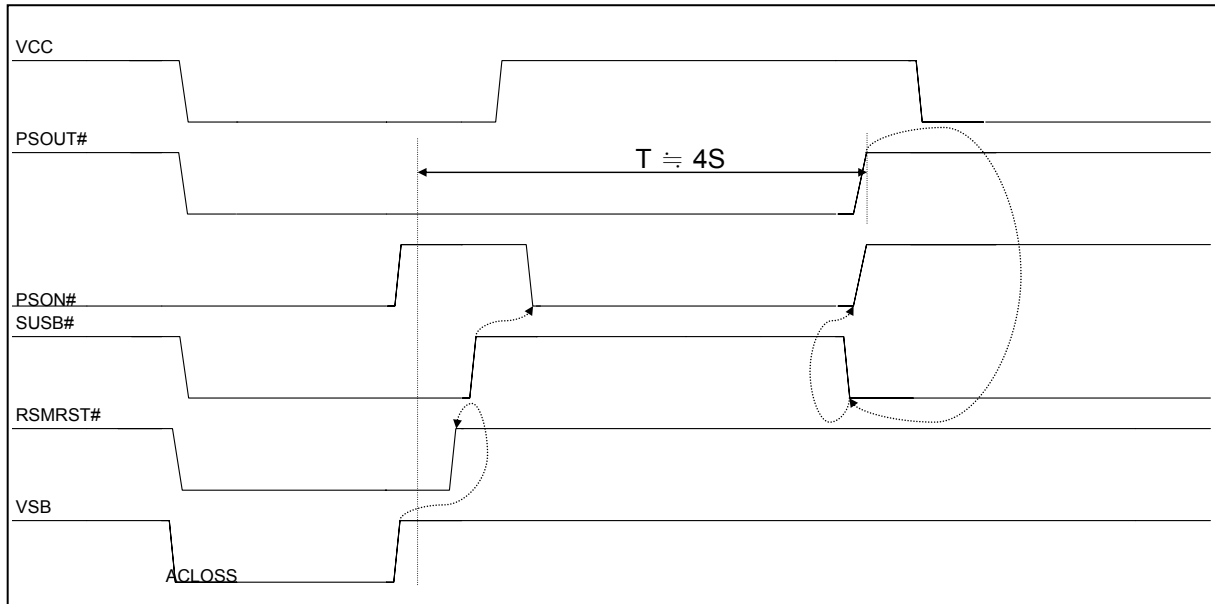 VCC
PSOUT#
T ≒ 4S
PSON#
SUSB#
RSMRST#
VSB
ACLOSS